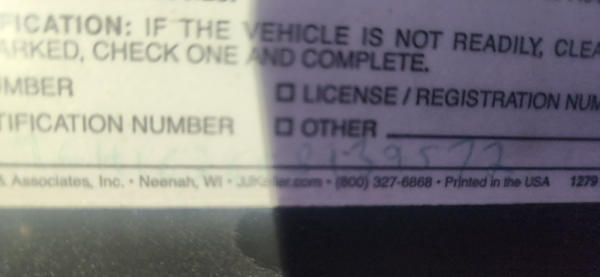 FICATION: IF THE VEHICLE IS NOT READILY, CLEA
ARKED, CHECK ONE AND COMPLETE.
UMBER
☐ LICENSE / REGISTRATION NUM
TIFICATION NUMBER
☐ OTHER
& Associates, Inc. • Neenah, WI • JJKeller.com • (800) 327-6868 • Printed in the USA 1279